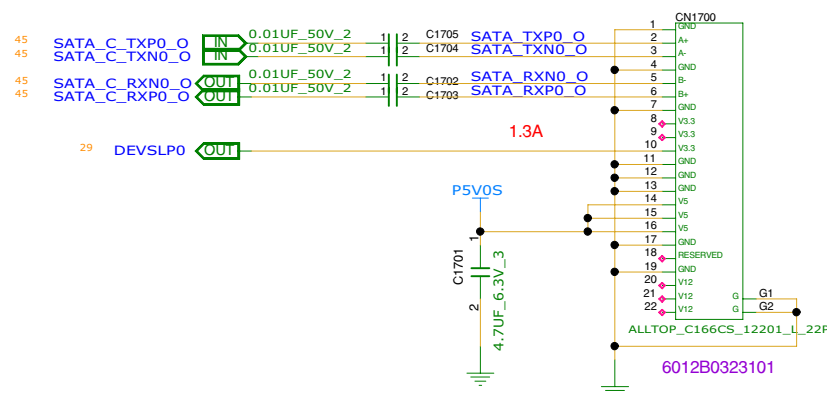 CN1700
45 SATA_C_TXP0_O IN 0.01UF_50V_2 1 2 C1705 SATA_TXP0_O
45 SATA_C_TXN0_O IN 0.01UF_50V_2 1 2 C1704 SATA_TXN0_O
45 SATA_C_RXN0_O OUT 0.01UF_50V_2 1 2 C1702 SATA_RXN0_O
45 SATA_C_RXP0_O OUT 0.01UF_50V_2 1 2 C1703 SATA_RXP0_O
29 DEVSLP0 OUT
1.3A
P5V0S
1
C1701
2
4.7UF_6.3V_3
1 GND
2 A+
3 A-
4 GND
5 B-
6 B+
7 GND
8 V3.3
9 V3.3
10 V3.3
11 GND
12 GND
13 GND
14 V5
15 V5
16 V5
17 GND
18 RESERVED
19 GND
20 V12
21 V12
22 V12
G G1
G G2
ALLTOP_C166CS_12201_L_22P
6012B0323101